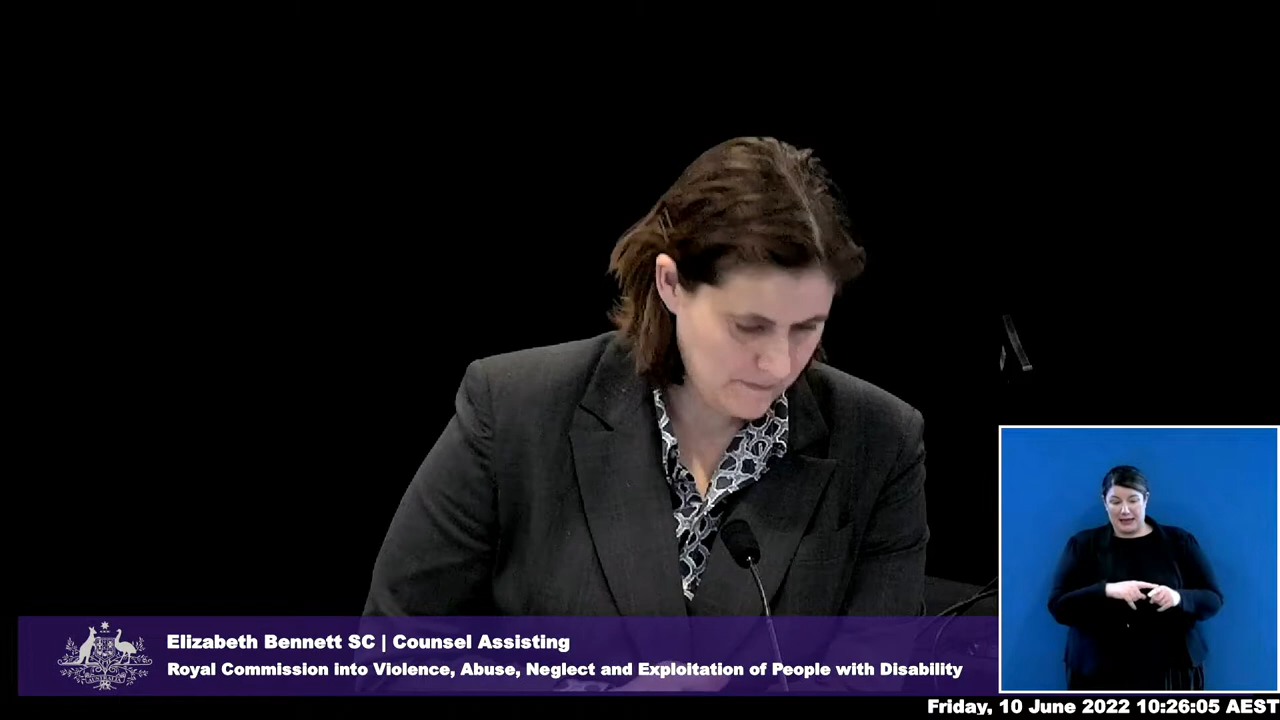 Elizabeth Bennett SC | Counsel Assisting
Royal Commission into Violence, Abuse, Neglect and Exploitation of People with Disability
Friday, 10 June 2022 10:26:05 AEST